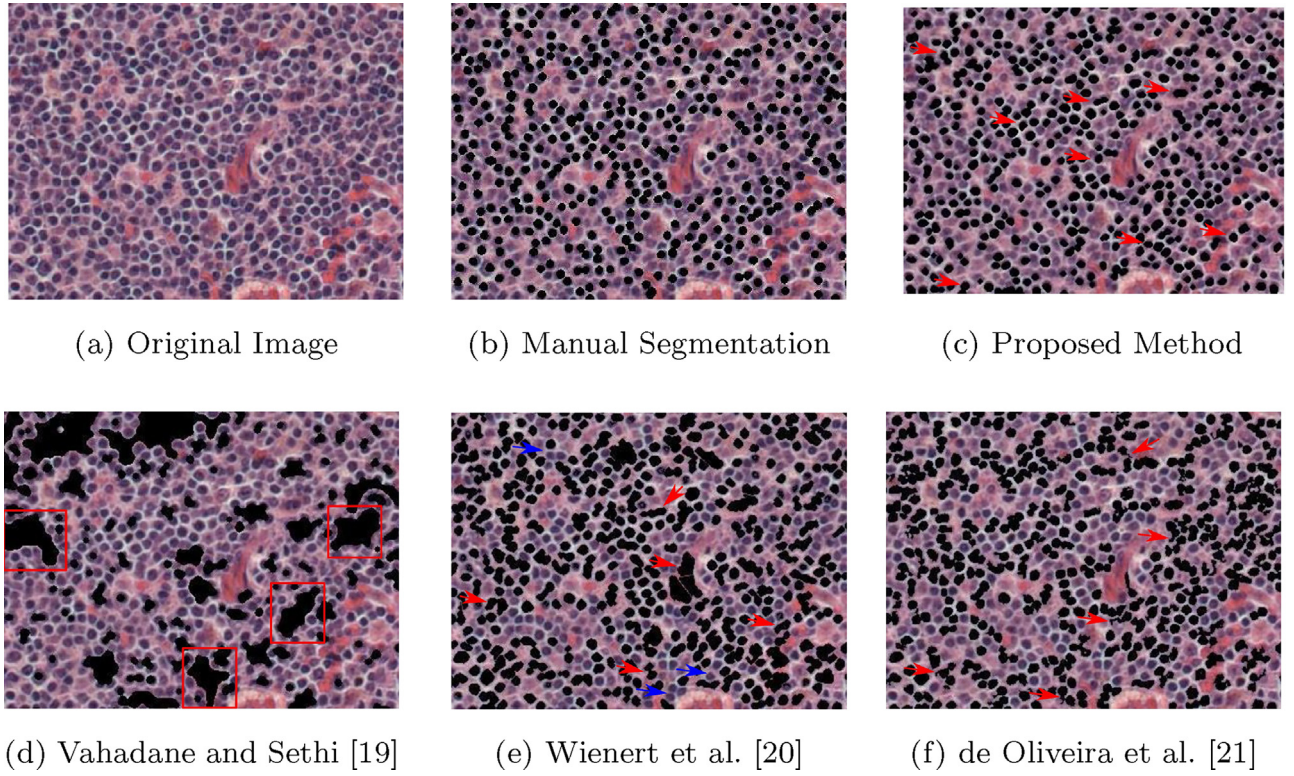 (a) Original Image
(b) Manual Segmentation
(c) Proposed Method
(d) Vahadane and Sethi [19]
(e) Wienert et al. [20]
(f) de Oliveira et al. [21]